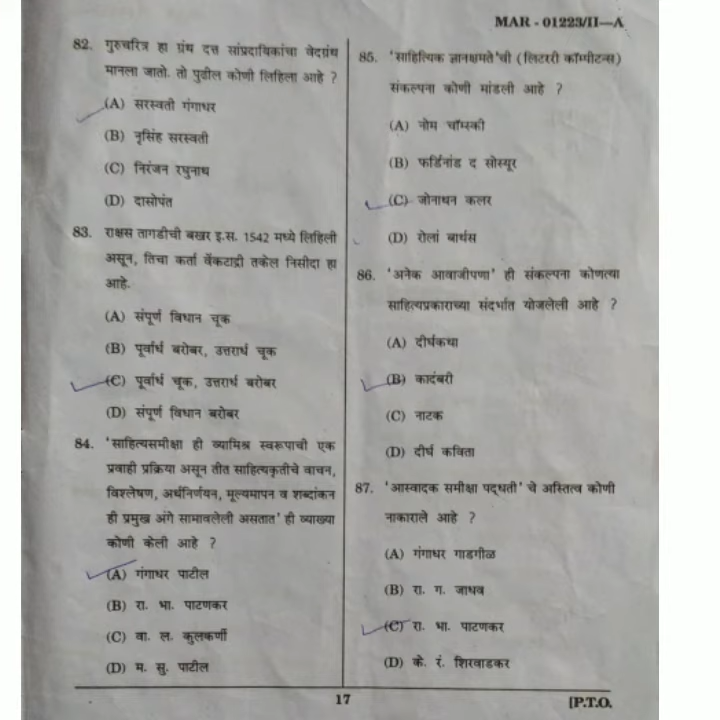 MAR - 01223/II—A
82. गुरुचरित्र हा ग्रंथ दत्त सांप्रदायिकांचा वेदग्रंथ
मानला जातो. तो पुढील कोणी लिहिला आहे ?
(A) सरस्वती गंगाधर
(B) नृसिंह सरस्वती
(C) निरंजन रघुनाथ
(D) दासोपंत
83. राक्षस तागडीची बखर इ.स. 1542 मध्ये लिहिली
असून, तिचा कर्ता वेंकटाद्री तकेल निसीदा हा
आहे.
(A) संपूर्ण विधान चूक
(B) पूर्वार्ध बरोबर, उत्तरार्ध चूक
(C) पूर्वार्ध चूक, उत्तरार्ध बरोबर
(D) संपूर्ण विधान बरोबर
84. 'साहित्यसमीक्षा ही व्यामिश्र स्वरूपाची एक
प्रवाही प्रक्रिया असून तीत साहित्यकृतीचे वाचन,
विश्लेषण, अर्थनिर्णयन, मूल्यमापन व शब्दांकन
ही प्रमुख अंगे सामावलेली असतात' ही व्याख्या
कोणी केली आहे ?
(A) गंगाधर पाटील
(B) रा. भा. पाटणकर
(C) वा. ल. कुलकर्णी
(D) म. सु. पाटील
85. 'साहित्यिक ज्ञानक्षमते'ची (लिटररी कॉम्पीटन्स)
संकल्पना कोणी मांडली आहे ?
(A) नोम चॉम्स्की
(B) फर्डिनांड द सोस्यूर
(C) जोनाथन कलर
(D) रोलां बार्थस
86. 'अनेक आवाजीपणा' ही संकल्पना कोणत्या
साहित्यप्रकाराच्या संदर्भात योजलेली आहे ?
(A) दीर्घकथा
(B) कादंबरी
(C) नाटक
(D) दीर्घ कविता
87. 'आस्वादक समीक्षा पद्धती' चे अस्तित्व कोणी
नाकाराले आहे ?
(A) गंगाधर गाडगीळ
(B) रा. ग. जाधव
(C) रा. भा. पाटणकर
(D) के. रं. शिरवाडकर
17
[P.T.O.